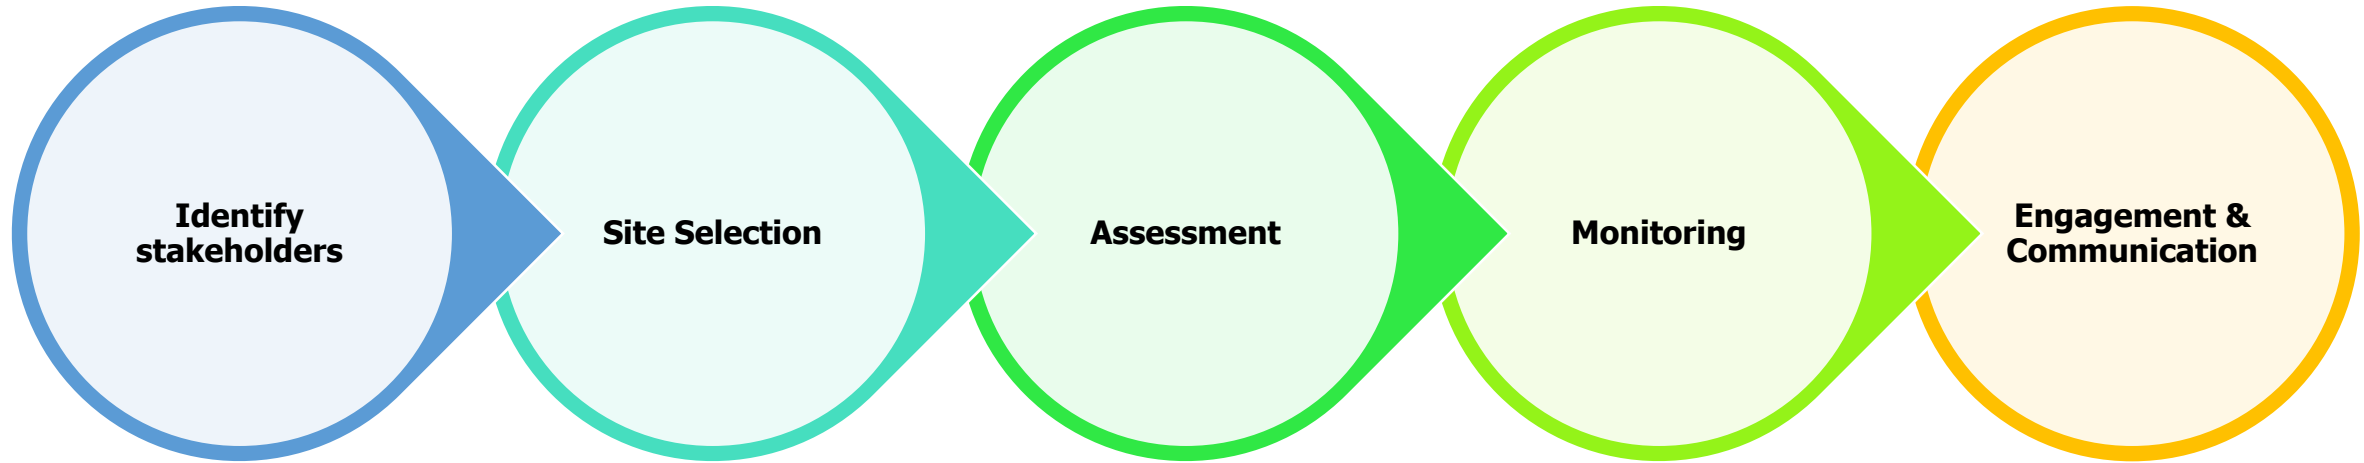 Identify
stakeholders
Site Selection
Assessment
Monitoring
Engagement &
Communication